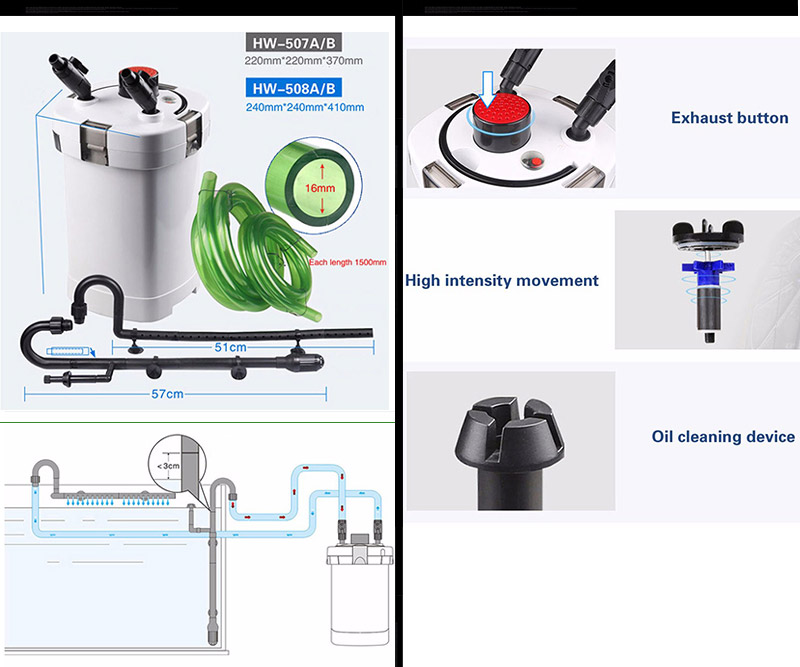 HW-507A/B
220mm*220mm*370mm
HW-508A/B
240mm*240mm*410mm
16mm
Each length 1500mm
51cm
57cm
<3cm
Exhaust button
High intensity movement
Oil cleaning device